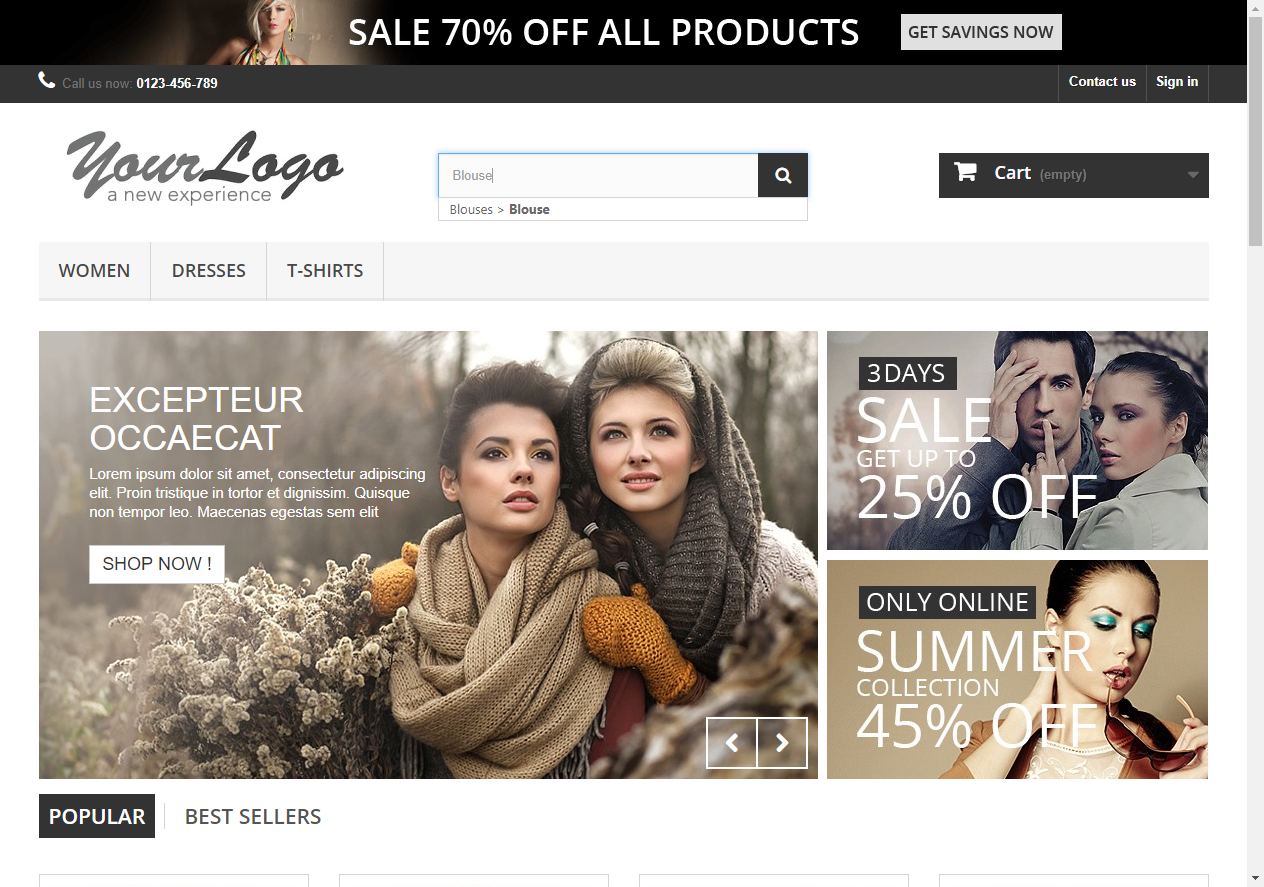 SALE 70% OFF ALL PRODUCTS
GET SAVINGS NOW
Call us now: 0123-456-789
Contact us
Sign in
YourLogo
a new experience
Blouse
Cart (empty)
Blouses > Blouse
WOMEN
DRESSES
T-SHIRTS
EXCEPTEUR
OCCAECAT
Lorem ipsum dolor sit amet, consectetur adipiscing
elit. Proin tristique in tortor et dignissim. Quisque
non tempor leo. Maecenas egestas sem elit
SHOP NOW !
3 DAYS
SALE
GET UP TO
25% OFF
ONLY ONLINE
SUMMER
COLLECTION
45% OFF
POPULAR
BEST SELLERS